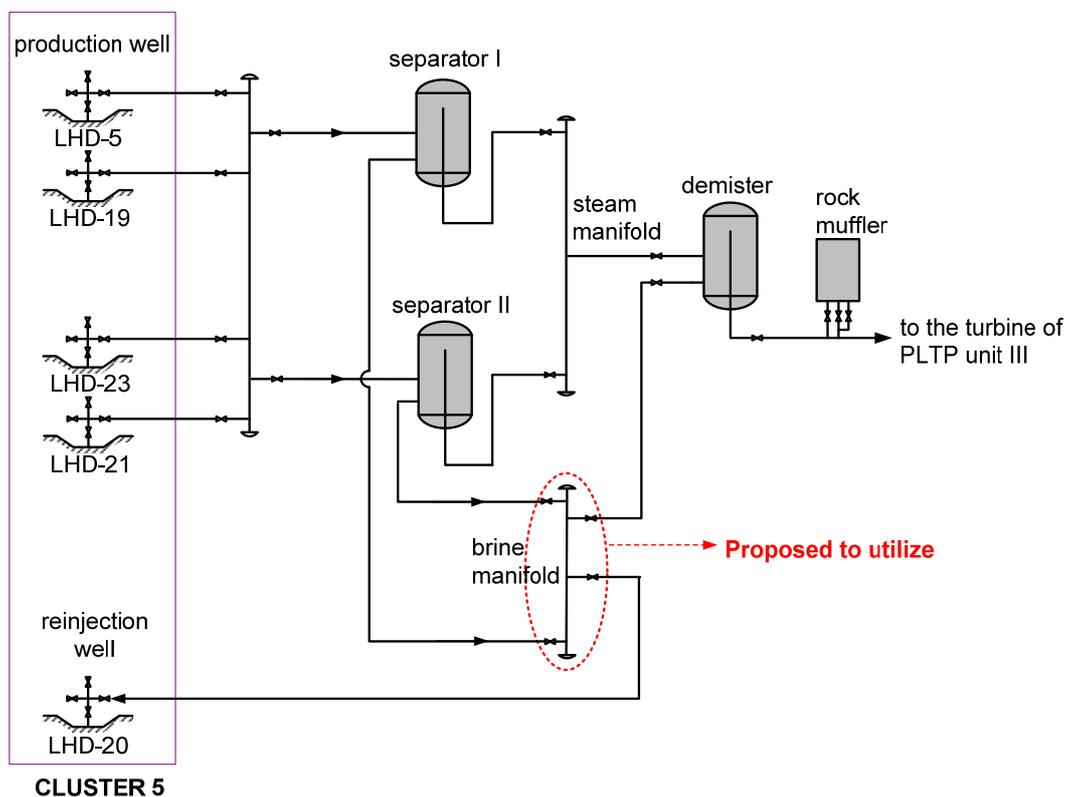 production well
LHD-5
LHD-19
LHD-23
LHD-21
reinjection
well
LHD-20
CLUSTER 5
separator I
separator II
steam
manifold
brine
manifold
Proposed to utilize
demister
rock
muffler
to the turbine of
PLTP unit III